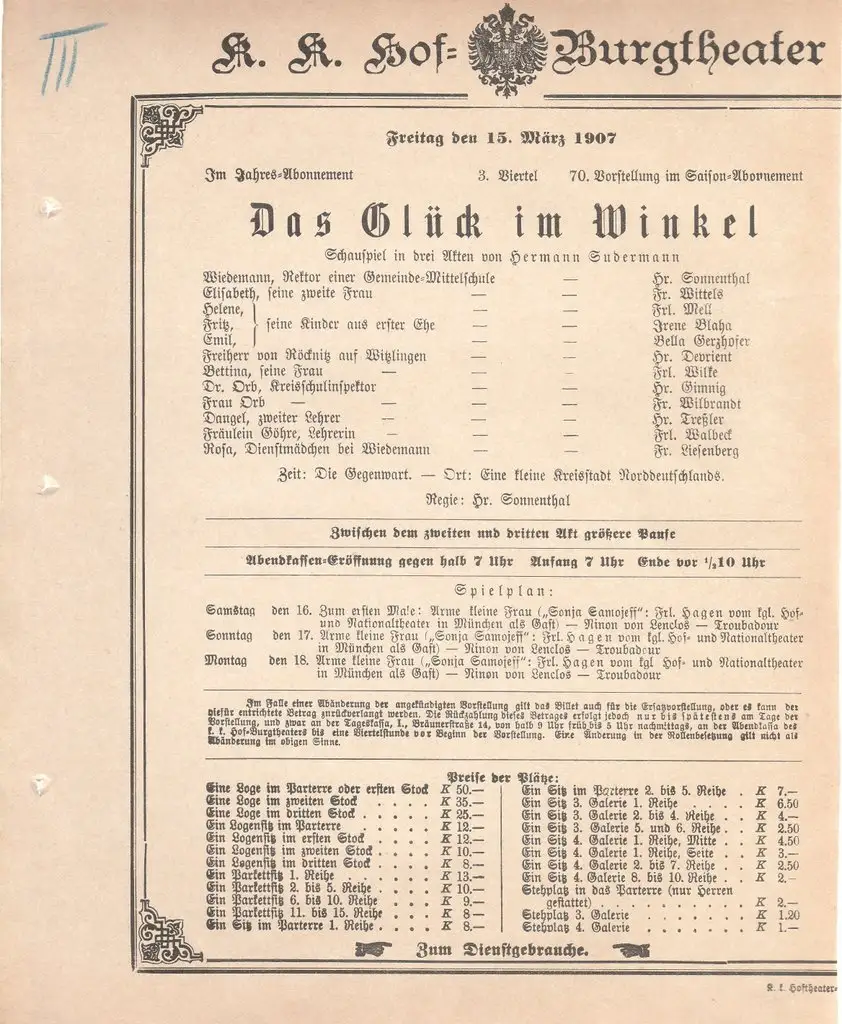 III
K. K. Hof= Burgtheater
Freitag den 15. März 1907
Im Jahres=Abonnement 3. Viertel 70. Vorstellung im Saison=Abonnement
Das Glück im Winkel
Schauspiel in drei Akten von Hermann Sudermann
Wiedemann, Rektor einer Gemeinde=Mittelschule — Hr. Sonnenthal
Elisabeth, seine zweite Frau — — Fr. Wittels
Helene, — — Frl. Mell
Fritz, } seine Kinder aus erster Ehe — — Irene Blaha
Emil, — — Bella Gerzhofer
Freiherr von Röcknitz auf Witzlingen — — Hr. Devrient
Bettina, seine Frau — — — Frl. Wilke
Dr. Orb, Kreisschulinspektor — — Hr. Gimnig
Frau Orb — — — — Fr. Wilbrandt
Dangel, zweiter Lehrer — — — Hr. Treßler
Fräulein Göhre, Lehrerin — — — Frl. Walbeck
Rosa, Dienstmädchen bei Wiedemann — — Fr. Liesenberg
Zeit: Die Gegenwart. — Ort: Eine kleine Kreisstadt Norddeutschlands.
Regie: Hr. Sonnenthal
Zwischen dem zweiten und dritten Akt größere Pause
Abendkassen=Eröffnung gegen halb 7 Uhr Anfang 7 Uhr Ende vor ½10 Uhr
Spielplan:
Samstag den 16. Zum ersten Male: Arme kleine Frau („Sonja Samojeff“: Frl. Hagen vom kgl. Hof=
und Nationaltheater in München als Gast) — Ninon von Lenclos — Troubadour
Sonntag den 17. Arme kleine Frau („Sonja Samojeff“: Frl. Hagen vom kgl. Hof= und Nationaltheater
in München als Gast) — Ninon von Lenclos — Troubadour
Montag den 18. Arme kleine Frau („Sonja Samojeff“: Frl. Hagen vom kgl Hof= und Nationaltheater
in München als Gast) — Ninon von Lenclos — Troubadour
Im Falle einer Abänderung der angekündigten Vorstellung gilt das Billet auch für die Ersatzvorstellung, oder es kann der
hiefür entrichtete Betrag zurückverlangt werden. Die Rückzahlung dieses Betrages erfolgt jedoch nur bis spätestens am Tage der
Vorstellung, und zwar an der Tageskassa, I., Bräunerstraße 14, von halb 9 Uhr früh bis 5 Uhr nachmittags, an der Abendkassa des
k. k. Hof=Burgtheaters bis eine Viertelstunde vor Beginn der Vorstellung. Eine Änderung in der Rollenbesetzung gilt nicht als
Abänderung im obigen Sinne.
Preise der Plätze:
Eine Loge im Parterre oder ersten Stock K 50.—
Eine Loge im zweiten Stock . . . . K 35.—
Eine Loge im dritten Stock . . . . K 25.—
Ein Logensitz im Parterre . . . . . K 12.—
Ein Logensitz im ersten Stock . . . . K 12.—
Ein Logensitz im zweiten Stock . . . . K 10.—
Ein Logensitz im dritten Stock . . . . K 8.—
Ein Parkettsitz 1. Reihe . . . . . K 13.—
Ein Parkettsitz 2. bis 5. Reihe . . . . K 10.—
Ein Parkettsitz 6. bis 10. Reihe . . . K 9.—
Ein Parkettsitz 11. bis 15. Reihe . . . K 8—
Ein Sitz im Parterre 1. Reihe . . . . K 8.—
Ein Sitz im Parterre 2. bis 5. Reihe . K 7.—
Ein Sitz 3. Galerie 1. Reihe . . . . K 6.50
Ein Sitz 3. Galerie 2. bis 4. Reihe . . K 4.—
Ein Sitz 3. Galerie 5. und 6. Reihe . . K 2.50
Ein Sitz 4. Galerie 1. Reihe, Mitte . . K 4.50
Ein Sitz 4. Galerie 1. Reihe, Seite . . K 3.—
Ein Sitz 4. Galerie 2. bis 7. Reihe . . K 2.50
Ein Sitz 4. Galerie 8. bis 10. Reihe . . K 2.—
Stehplatz in das Parterre (nur Herren
gestattet) . . . . . . . . . K 2.—
Stehplatz 3. Galerie . . . . . . . K 1.20
Stehplatz 4. Galerie . . . . . . . K 1.—
Zum Dienstgebrauche.
K. k. Hoftheater=